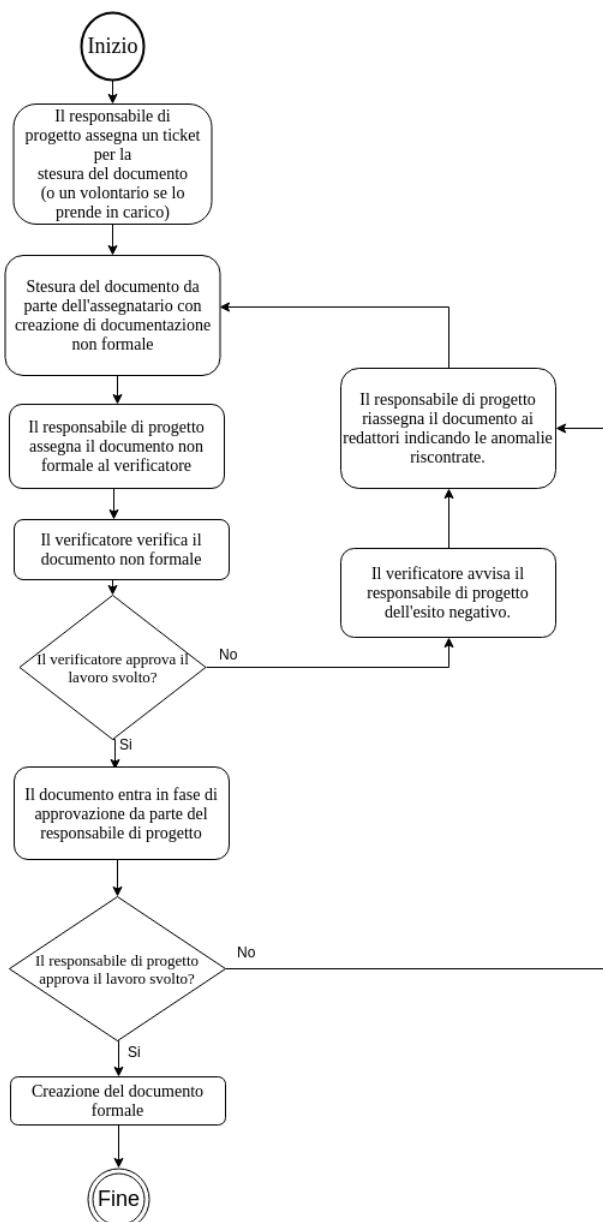 Inizio
Il responsabile di
progetto assegna un ticket
per la
stesura del documento
(o un volontario se lo
prende in carico)
Stesura del documento da
parte dell'assegnatario con
creazione di documentazione
non formale
Il responsabile di progetto
riassegna il documento ai
redattori indicando le anomalie
riscontrate.
Il responsabile di progetto
assegna il documento non
formale al verificatore
Il verificatore verifica il
documento non formale
Il verificatore avvisa il
responsabile di progetto
dell'esito negativo.
Il verificatore approva il
lavoro svolto?
No
Si
Il documento entra in fase di
approvazione da parte del
responsabile di progetto
Il responsabile di progetto
approva il lavoro svolto?
No
Si
Creazione del documento
formale
Fine